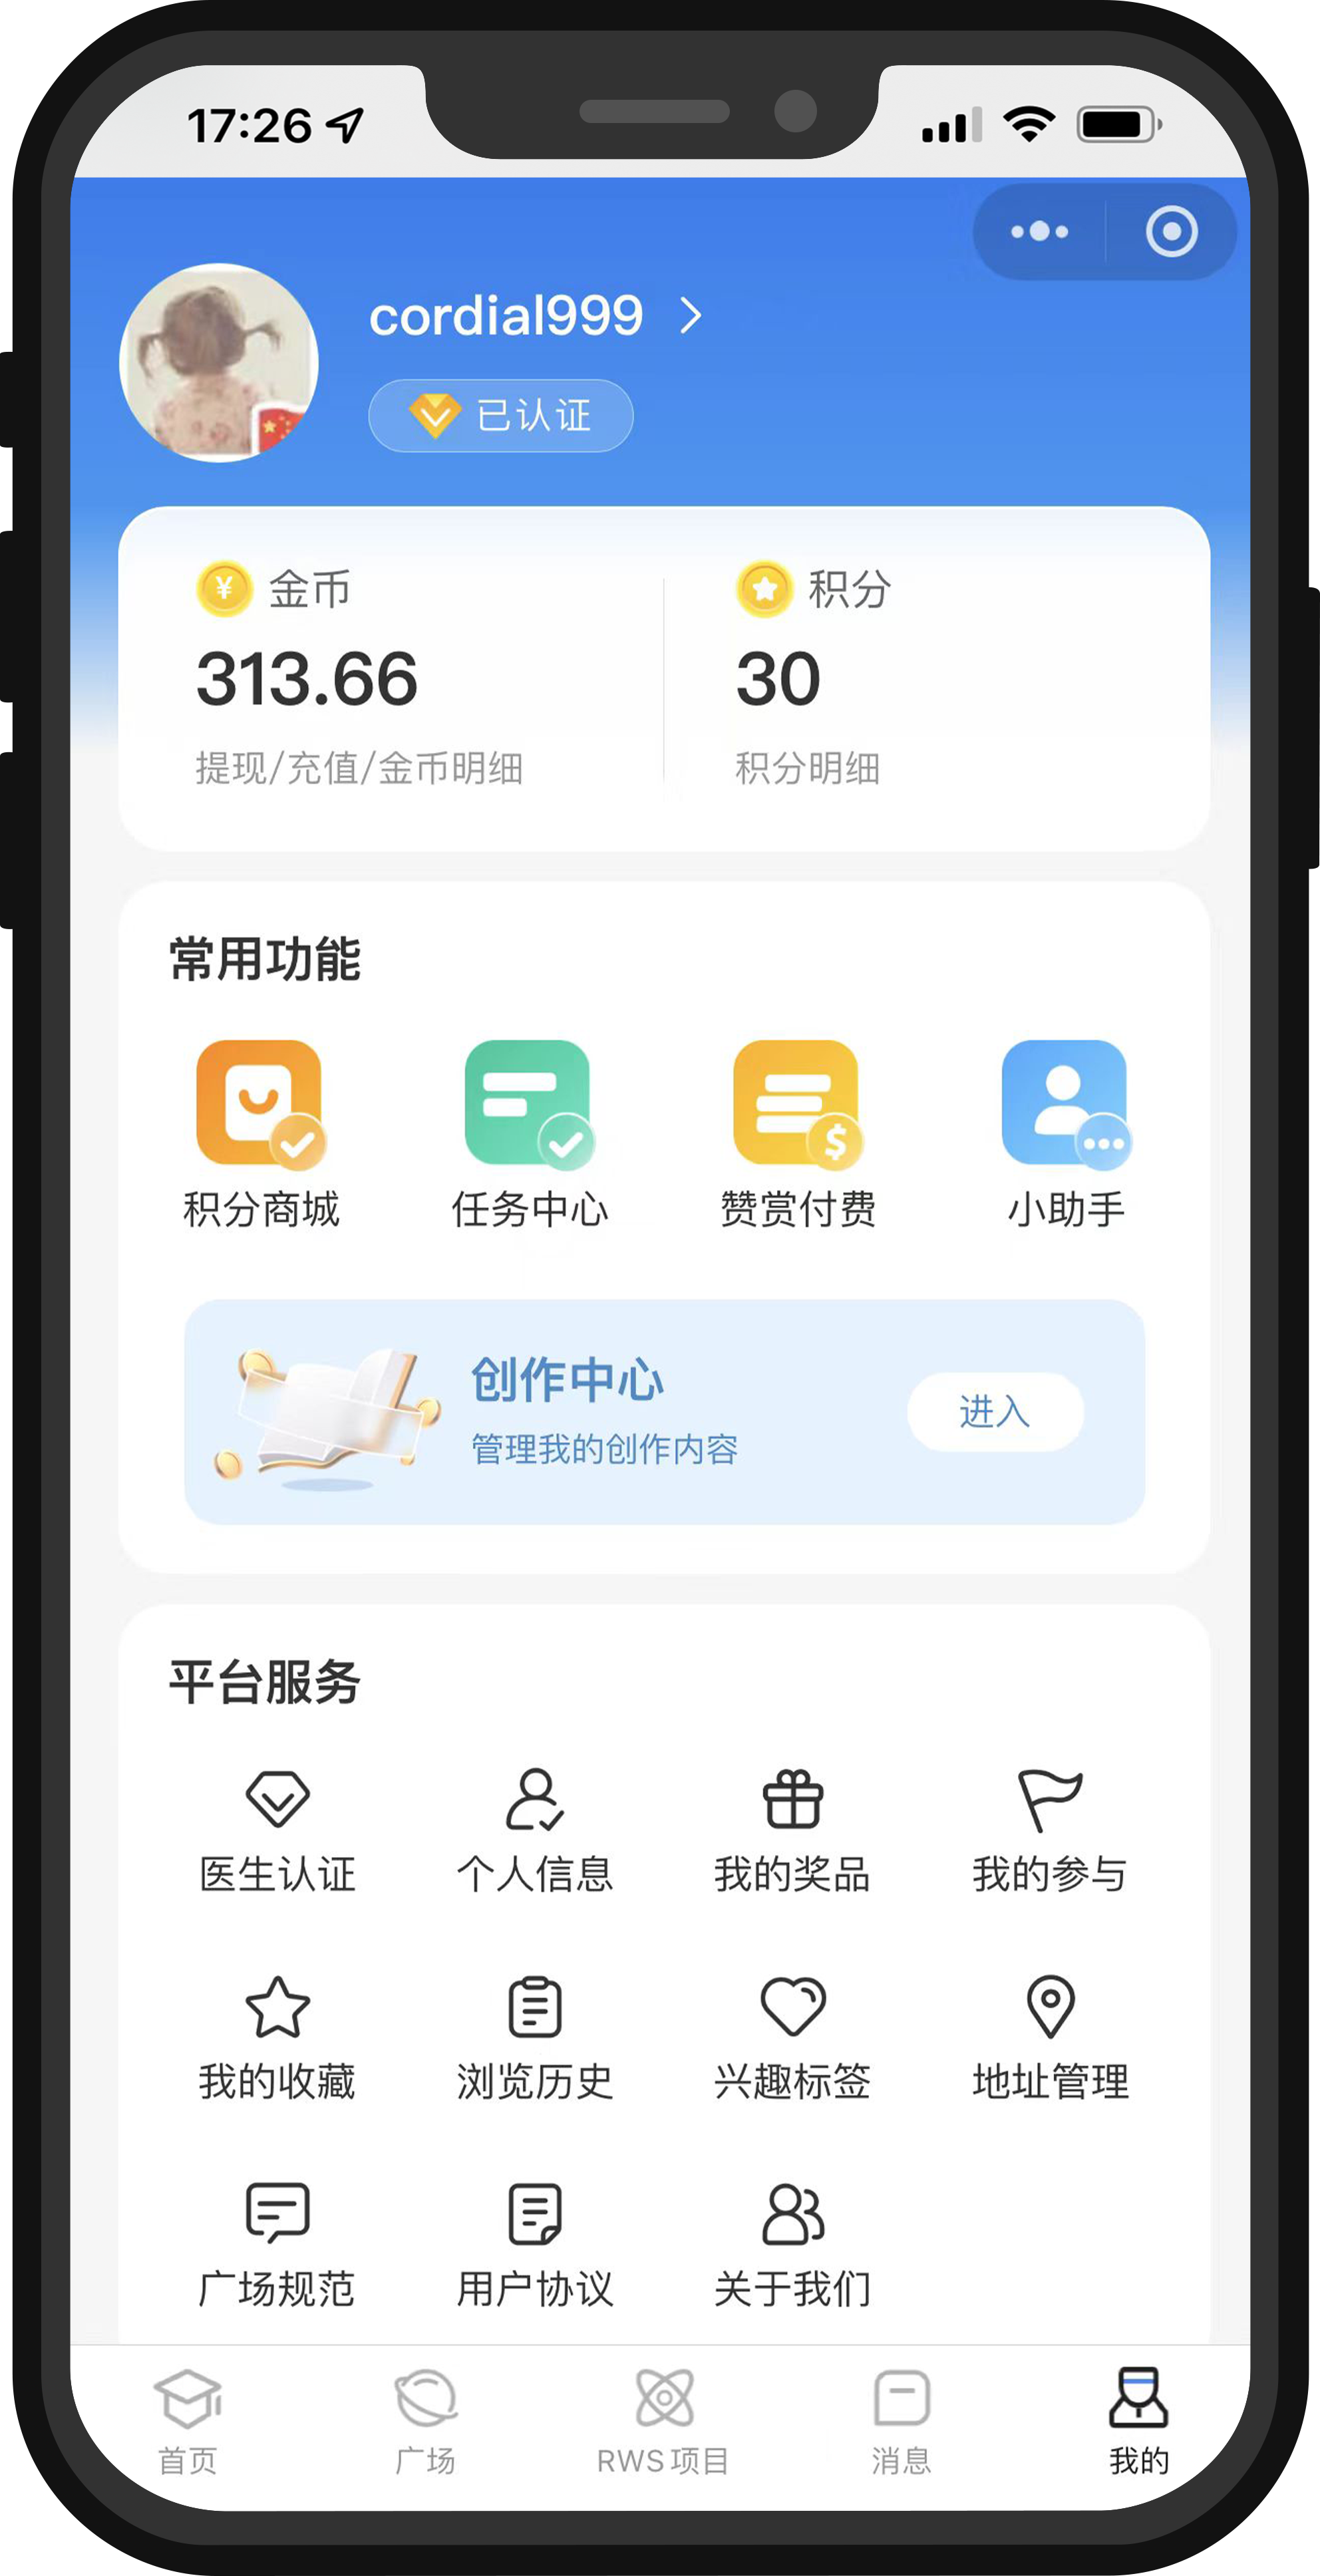 17:26
cordial999
已认证
金币
积分
313.66
30
提现/充值/金币明细
积分明细
常用功能
积分商城 任务中心 赞赏付费 小助手
创作中心
管理我的创作内容
进入
平台服务
医生认证 个人信息 我的奖品 我的参与
我的收藏 浏览历史 兴趣标签 地址管理
广场规范 用户协议 关于我们
首页 广场 RWS项目 消息 我的